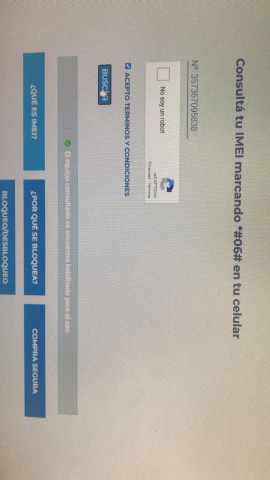 Consultá tu IMEI marcando *#06# en tu celular
N° 357367095838
No soy un robot
reCAPTCHA
Privacidad - Términos
ACEPTO TERMINOS Y CONDICIONES
BUSCAR
El equipo consultado se encuentra habilitado para el uso.
¿QUÉ ES IMEI?
¿POR QUÉ SE BLOQUEA?
COMPRA SEGURA
BLOQUEO/DESBLOQUEO